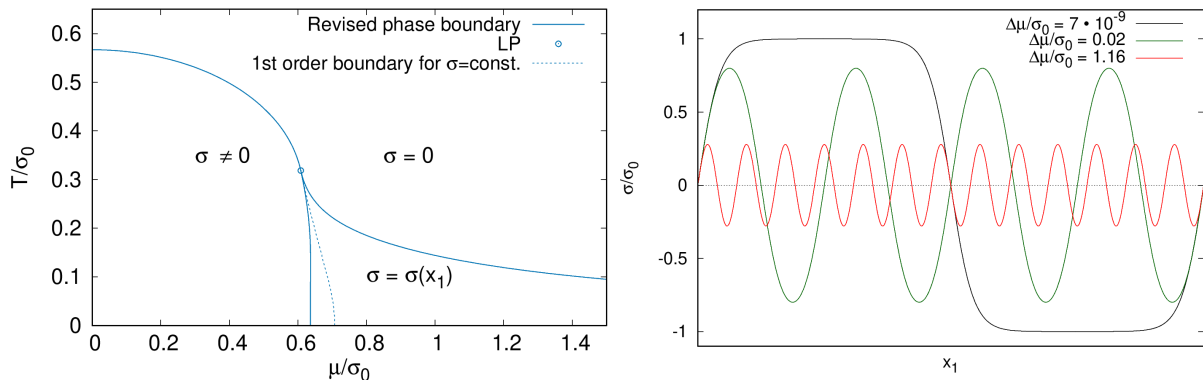 Revised phase boundary
LP
1st order boundary for σ=const.
T/σ0
0.6
0.5
0.4
0.3
0.2
0.1
0
σ ≠ 0
σ = 0
σ = σ(x1)
0 0.2 0.4 0.6 0.8 1 1.2 1.4
μ/σ0
Δμ/σ0 = 7 • 10-9
Δμ/σ0 = 0.02
Δμ/σ0 = 1.16
σ/σ0
1
0.5
0
-0.5
-1
x1